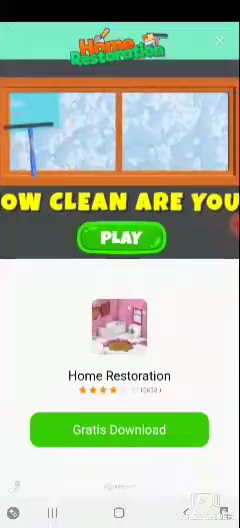 Home
Restoration
OW CLEAN ARE YOU
PLAY
Home Restoration
Gratis Download